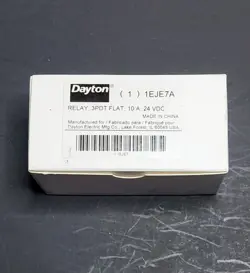 Dayton ( 1 ) 1EJE7A
RELAY, 3PDT FLAT, 10 A, 24 VDC
MADE IN CHINA
Manufactured for / Fabricado para / Fabriqué pour
Dayton Electric Mfg Co., Lake Forest, IL 60045 USA